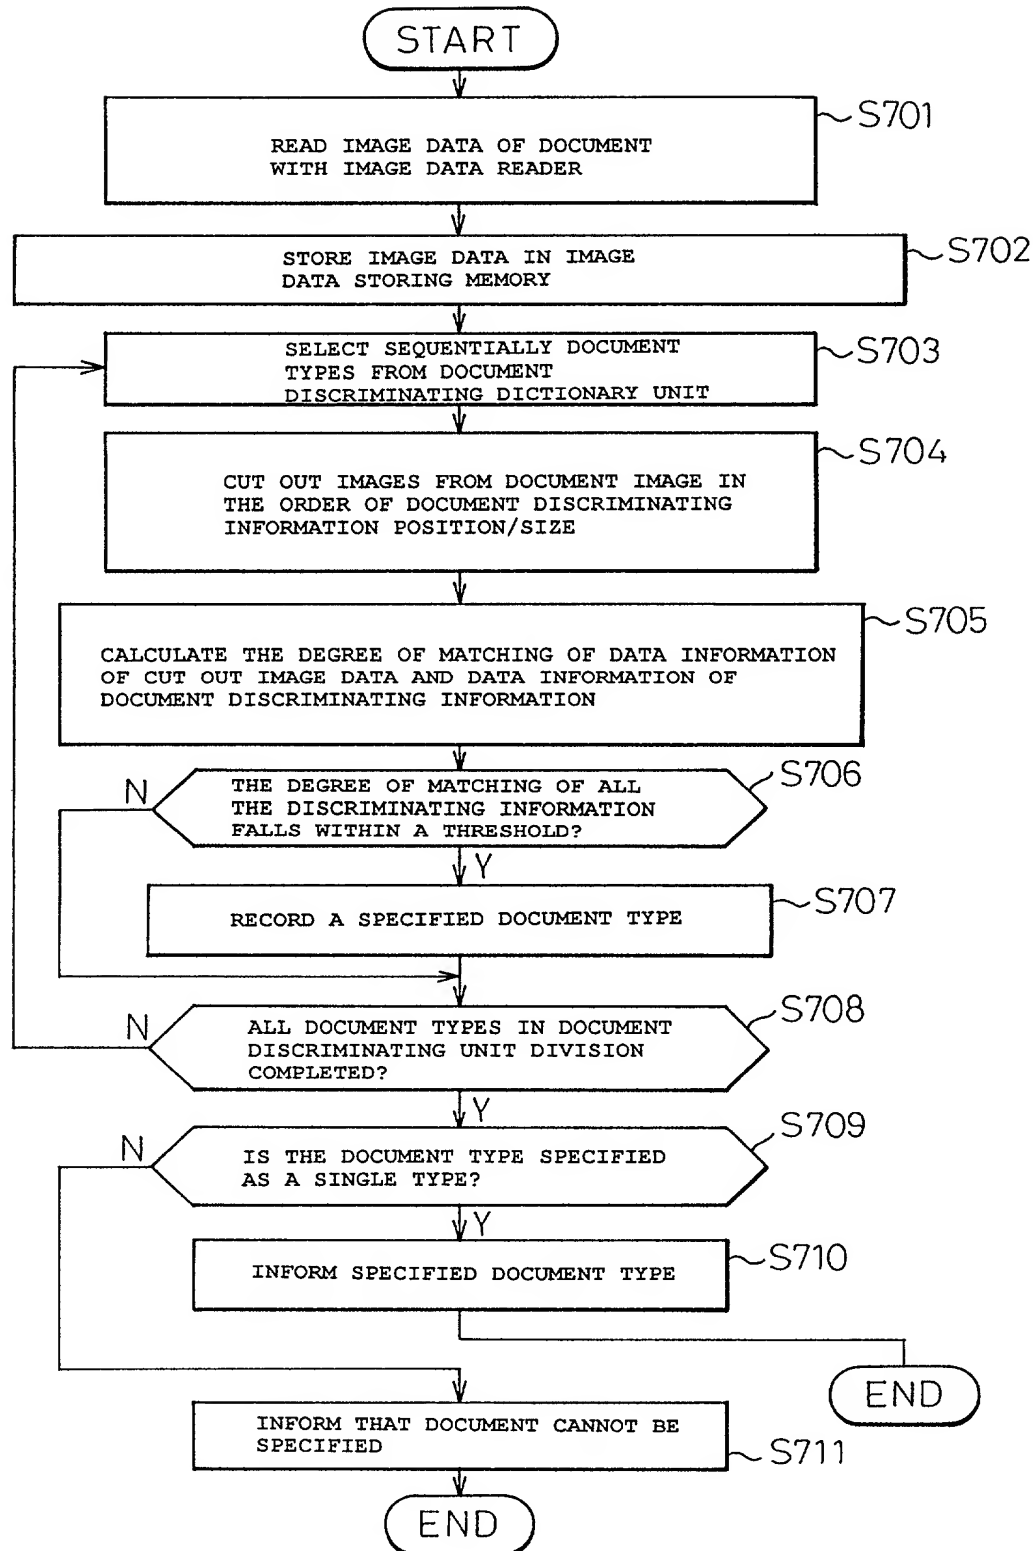 START
S701
READ IMAGE DATA OF DOCUMENT
WITH IMAGE DATA READER
S702
STORE IMAGE DATA IN IMAGE
DATA STORING MEMORY
S703
SELECT SEQUENTIALLY DOCUMENT
TYPES FROM DOCUMENT
DISCRIMINATING DICTIONARY UNIT
S704
CUT OUT IMAGES FROM DOCUMENT IMAGE IN
THE ORDER OF DOCUMENT DISCRIMINATING
INFORMATION POSITION/SIZE
S705
CALCULATE THE DEGREE OF MATCHING OF DATA INFORMATION
OF CUT OUT IMAGE DATA AND DATA INFORMATION OF
DOCUMENT DISCRIMINATING INFORMATION
S706
N
THE DEGREE OF MATCHING OF ALL
THE DISCRIMINATING INFORMATION
FALLS WITHIN A THRESHOLD?
Y
S707
RECORD A SPECIFIED DOCUMENT TYPE
S708
N
ALL DOCUMENT TYPES IN DOCUMENT
DISCRIMINATING UNIT DIVISION
COMPLETED?
Y
S709
N
IS THE DOCUMENT TYPE SPECIFIED
AS A SINGLE TYPE?
Y
S710
INFORM SPECIFIED DOCUMENT TYPE
END
INFORM THAT DOCUMENT CANNOT BE
SPECIFIED
S711
END